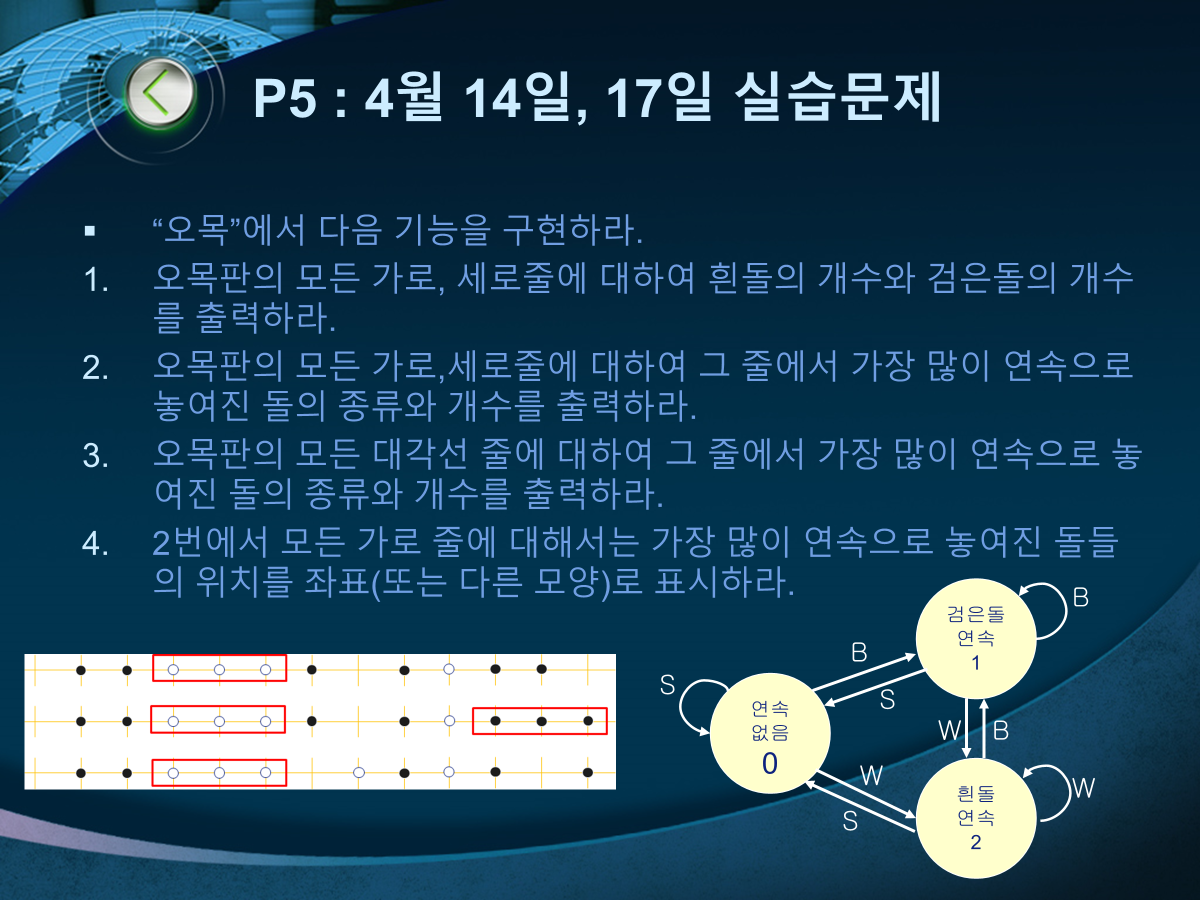 P5 : 4월 14일, 17일 실습문제
▪ “오목”에서 다음 기능을 구현하라.
1. 오목판의 모든 가로, 세로줄에 대하여 흰돌의 개수와 검은돌의 개수
를 출력하라.
2. 오목판의 모든 가로,세로줄에 대하여 그 줄에서 가장 많이 연속으로
놓여진 돌의 종류와 개수를 출력하라.
3. 오목판의 모든 대각선 줄에 대하여 그 줄에서 가장 많이 연속으로 놓
여진 돌의 종류와 개수를 출력하라.
4. 2번에서 모든 가로 줄에 대해서는 가장 많이 연속으로 놓여진 돌들
의 위치를 좌표(또는 다른 모양)로 표시하라.
검은돌
연속
1
B
B
S
S
연속
없음
0
W
B
W
S
흰돌
연속
2
W